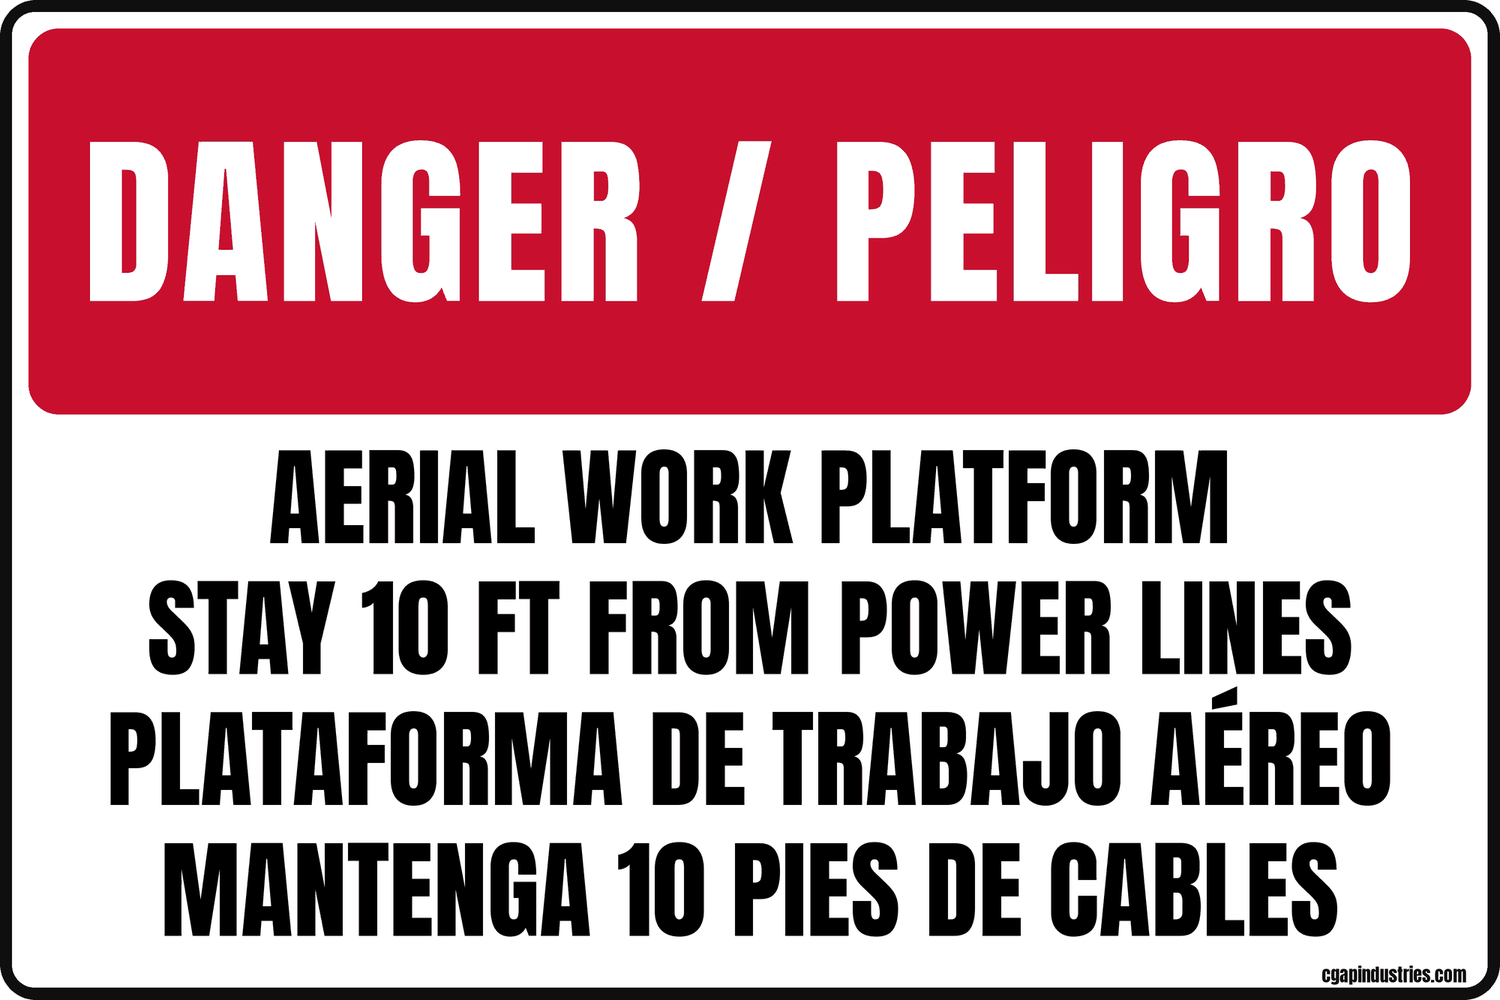 DANGER / PELIGRO
AERIAL WORK PLATFORM
STAY 10 FT FROM POWER LINES
PLATAFORMA DE TRABAJO AÉREO
MANTENGA 10 PIES DE CABLES
cgapindustries.com